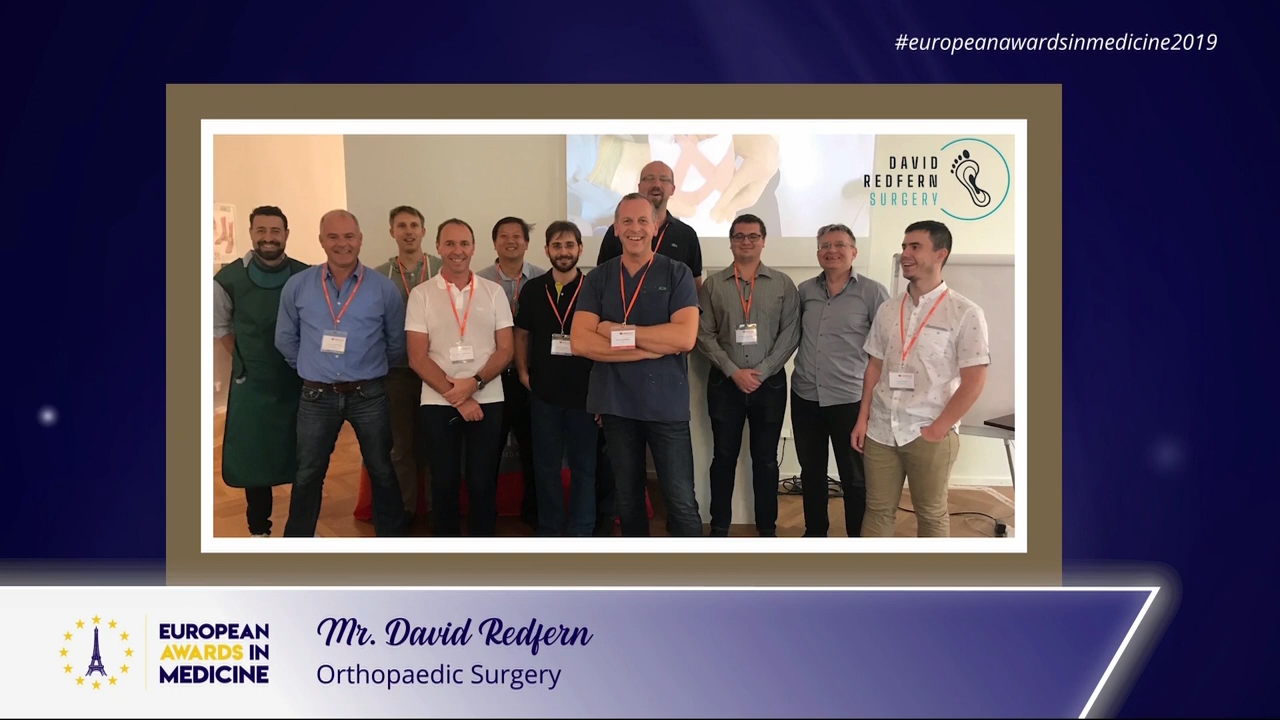 #europeanawardsinmedicine2019
DAVID
REDFERN
SURGERY
EUROPEAN
AWARDS IN
MEDICINE
Mr. David Redfern
Orthopaedic Surgery